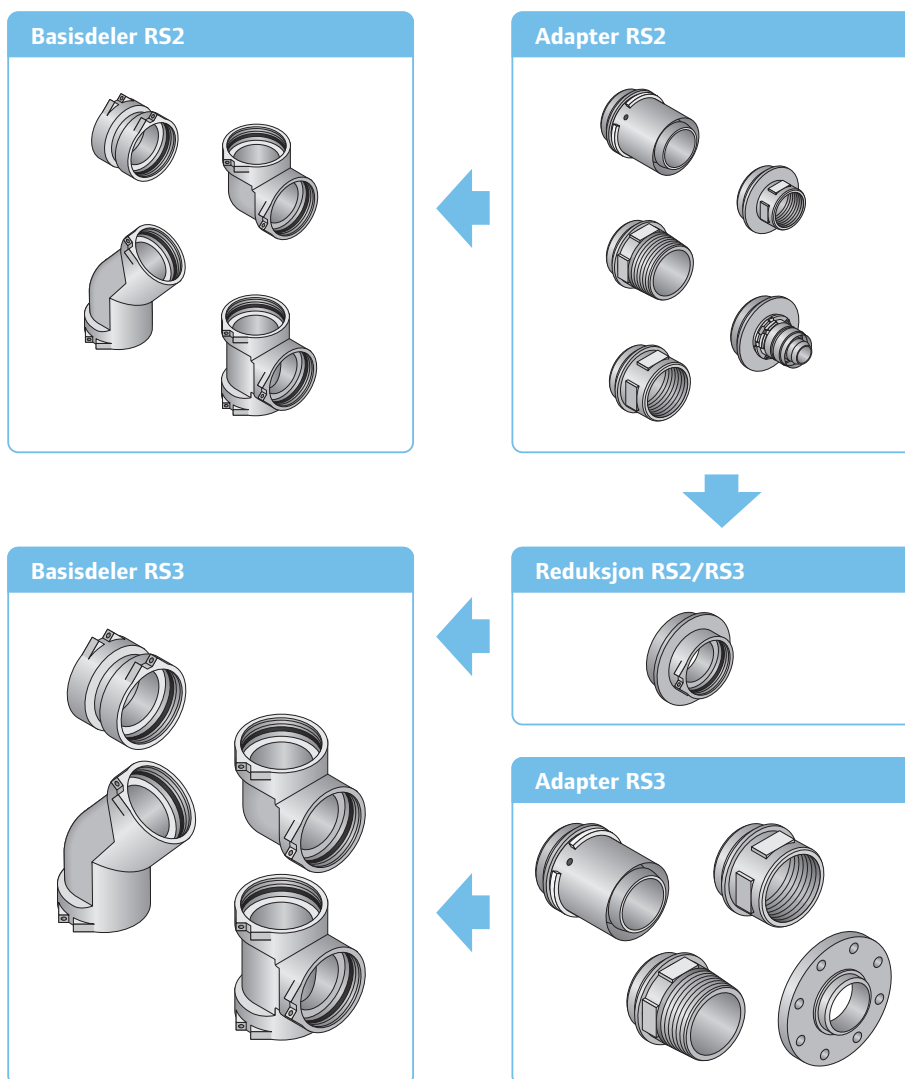 Basisdeler RS2
Adapter RS2
Basisdeler RS3
Reduksjon RS2/RS3
Adapter RS3